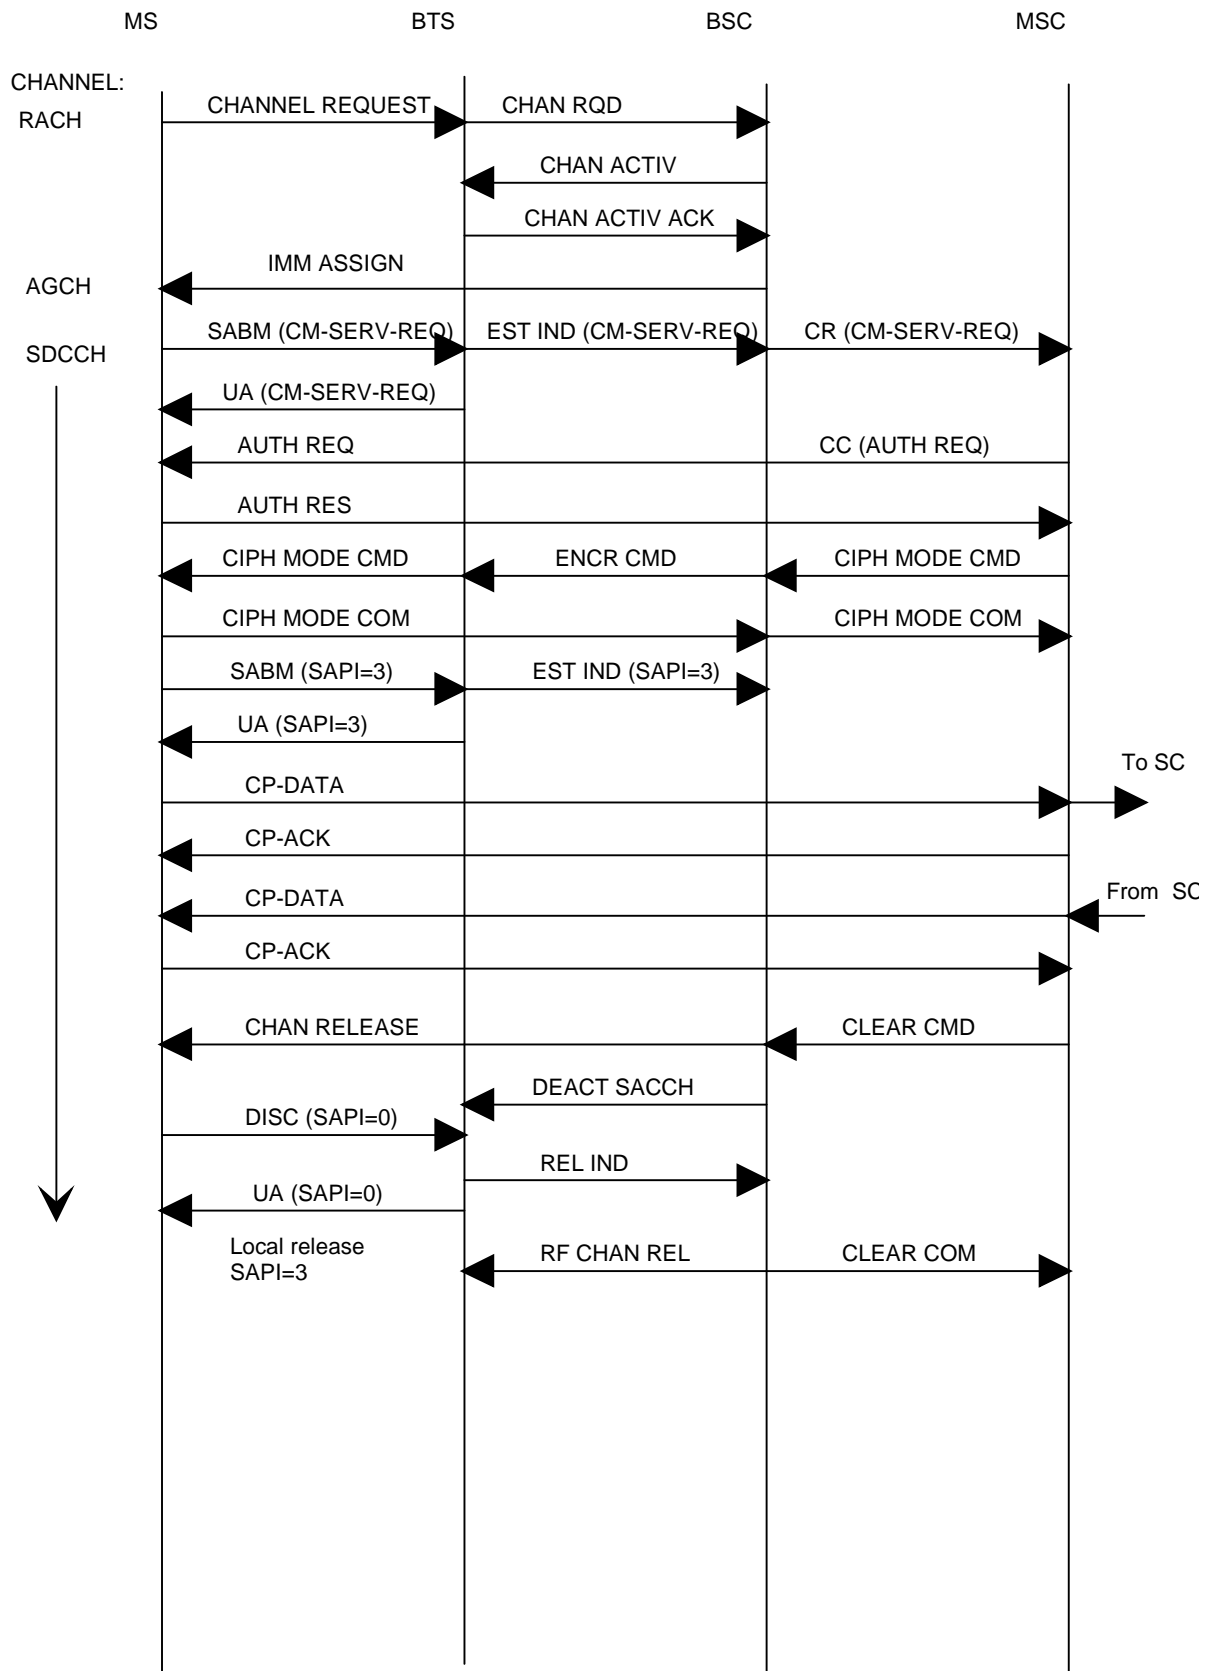 MS BTS BSC MSC
CHANNEL:
RACH CHANNEL REQUEST CHAN RQD
CHAN ACTIV
CHAN ACTIV ACK
IMM ASSIGN
AGCH
SABM (CM-SERV-REQ) EST IND (CM-SERV-REQ) CR (CM-SERV-REQ)
SDCCH
UA (CM-SERV-REQ)
AUTH REQ CC (AUTH REQ)
AUTH RES
CIPH MODE CMD ENCR CMD CIPH MODE CMD
CIPH MODE COM CIPH MODE COM
SABM (SAPI=3) EST IND (SAPI=3)
UA (SAPI=3)
To SC
CP-DATA
CP-ACK
From SC
CP-DATA
CP-ACK
CHAN RELEASE CLEAR CMD
DEACT SACCH
DISC (SAPI=0)
REL IND
UA (SAPI=0)
Local release
SAPI=3
RF CHAN REL CLEAR COM